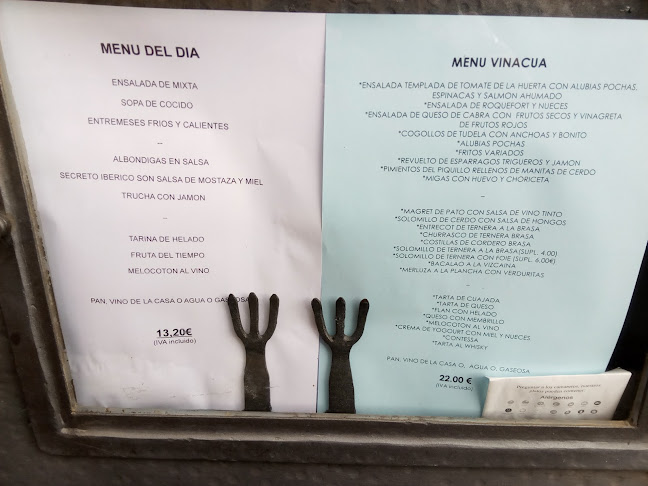 MENU DEL DIA
ENSALADA DE MIXTA
SOPA DE COCIDO
ENTREMESES FRIOS Y CALIENTES
--
ALBONDIGAS EN SALSA
SECRETO IBERICO SON SALSA DE MOSTAZA Y MIEL
TRUCHA CON JAMON
--
TARINA DE HELADO
FRUTA DEL TIEMPO
MELOCOTON AL VINO
PAN, VINO DE LA CASA O AGUA O GASEOSA
13,20€
(IVA incluido)
MENU VINACUA
*ENSALADA TEMPLADA DE TOMATE DE LA HUERTA CON ALUBIAS POCHAS,
ESPINACAS Y SALMON AHUMADO
*ENSALADA DE ROQUEFORT Y NUECES
*ENSALADA DE QUESO DE CABRA CON FRUTOS SECOS Y VINAGRETA
DE FRUTOS ROJOS
*COGOLLOS DE TUDELA CON ANCHOAS Y BONITO
*ALUBIAS POCHAS
*FRITOS VARIADOS
*REVUELTO DE ESPARRAGOS TRIGUEROS Y JAMON
*PIMIENTOS DEL PIQUILLO RELLENOS DE MANITAS DE CERDO
*MIGAS CON HUEVO Y CHORICETA
--
*MAGRET DE PATO CON SALSA DE VINO TINTO
*SOLOMILLO DE CERDO CON SALSA DE HONGOS
*ENTRECOT DE TERNERA A LA BRASA
*CHURRASCO DE TERNERA BRASA
*COSTILLAS DE CORDERO BRASA
*SOLOMILLO DE TERNERA A LA BRASA(SUPL. 4.00)
*SOLOMILLO DE TERNERA CON FOIE (SUPL. 6,00€)
*BACALAO A LA VIZCAINA
*MERLUZA A LA PLANCHA CON VERDURITAS
--
*TARTA DE CUAJADA
*TARTA DE QUESO
*FLAN CON HELADO
*QUESO CON MEMBRILLO
*MELOCOTON AL VINO
*CREMA DE YOGOURT CON MIEL Y NUECES
*CONTESSA
*TARTA AL WHISKY
PAN, VINO DE LA CASA O, AGUA O, GASEOSA
22.00 €
(IVA incluido)
Alérgenos